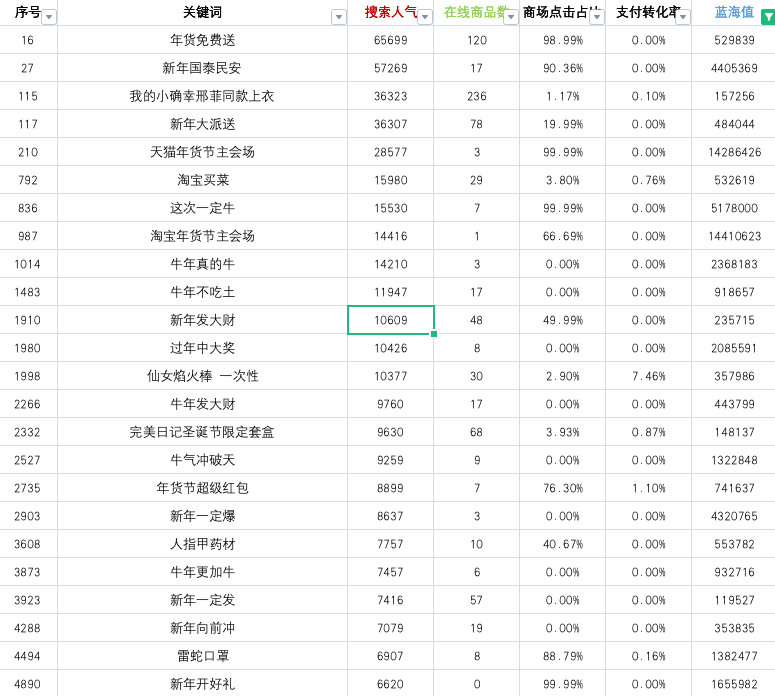 序号 关键词 搜索人气 在线商品数 商场点击占比 支付转化率 蓝海值
16 年货免费送 65699 120 98.99% 0.00% 529839
27 新年国泰民安 57269 17 90.36% 0.00% 4405369
115 我的小确幸邢菲同款上衣 36323 236 1.17% 0.10% 157256
117 新年大派送 36307 78 19.99% 0.00% 484044
210 天猫年货节主会场 28577 3 99.99% 0.00% 14286426
792 淘宝买菜 15980 29 3.80% 0.76% 532619
836 这次一定牛 15530 7 99.99% 0.00% 5178000
987 淘宝年货节主会场 14416 1 66.69% 0.00% 14410623
1014 牛年真的牛 14210 3 0.00% 0.00% 2368183
1483 牛年不吃土 11947 17 0.00% 0.00% 918657
1910 新年发大财 10609 48 49.99% 0.00% 235715
1980 过年中大奖 10426 8 0.00% 0.00% 2085591
1998 仙女焰火棒 一次性 10377 30 2.90% 7.46% 357986
2266 牛年发大财 9760 17 0.00% 0.00% 443799
2332 完美日记圣诞节限定套盒 9630 68 3.93% 0.87% 148137
2527 牛气冲破天 9259 9 0.00% 0.00% 1322848
2735 年货节超级红包 8899 7 76.30% 1.10% 741637
2903 新年一定爆 8637 3 0.00% 0.00% 4320765
3608 人指甲药材 7757 10 40.67% 0.00% 553782
3873 牛年更加牛 7457 6 0.00% 0.00% 932716
3923 新年一定发 7416 57 0.00% 0.00% 119527
4288 新年向前冲 7079 19 0.00% 0.00% 353835
4494 雷蛇口罩 6907 8 88.79% 0.16% 1382477
4890 新年开好礼 6620 0 99.99% 0.00% 1655982